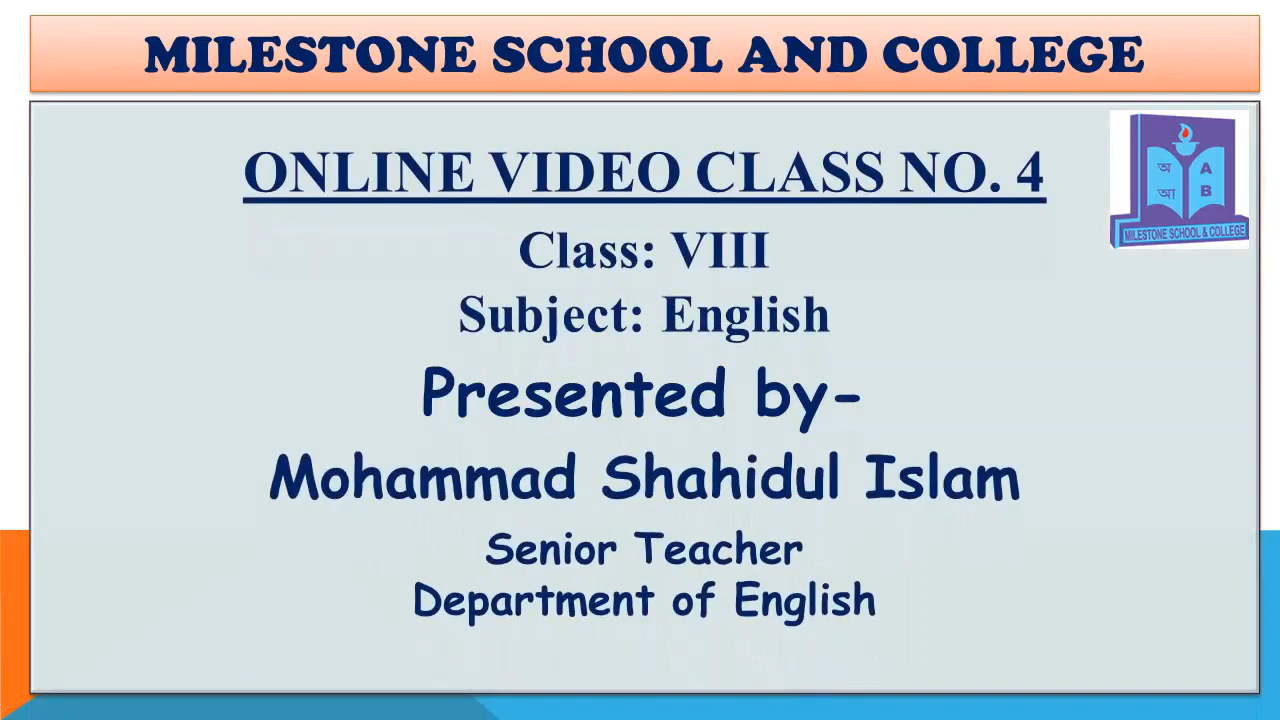 MILESTONE SCHOOL AND COLLEGE
ONLINE VIDEO CLASS NO. 4
অ A
আ B
MILESTONE SCHOOL & COLLEGE
Class: VIII
Subject: English
Presented by-
Mohammad Shahidul Islam
Senior Teacher
Department of English